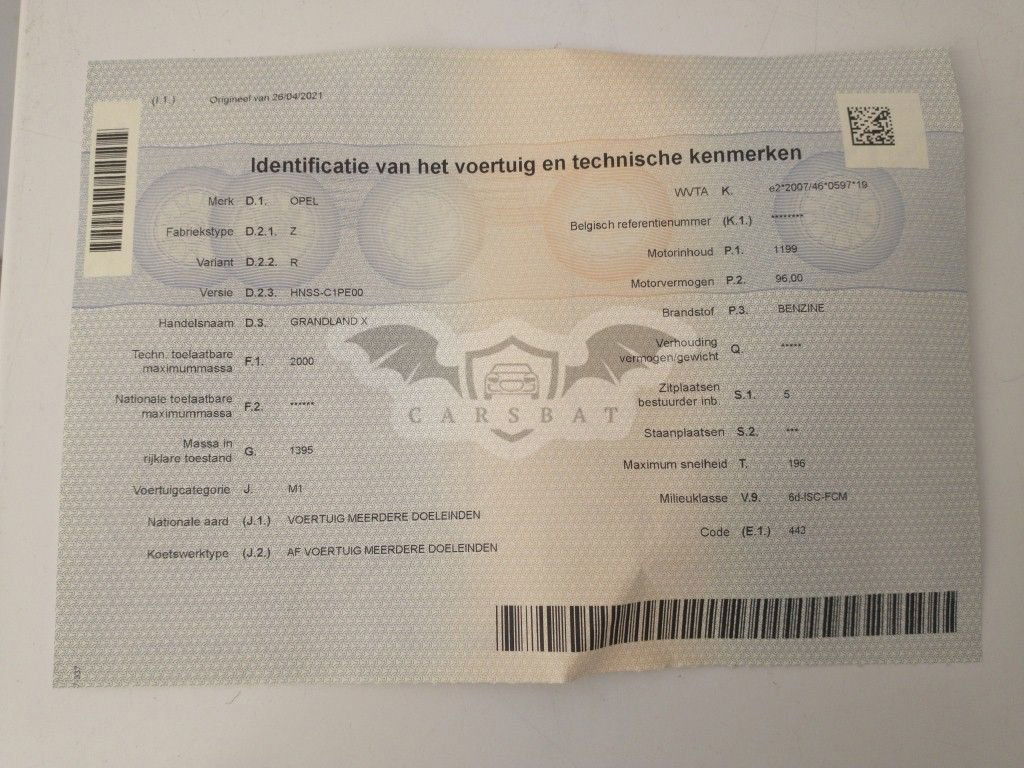 (I.1.) Origineel van 26/04/2021
Identificatie van het voertuig en technische kenmerken
Merk D.1. OPEL
Fabriekstype D.2.1. Z
Variant D.2.2. R
Versie D.2.3. HNSS-C1PE00
Handelsnaam D.3. GRANDLAND X
Techn. toelaatbare
maximummassa F.1. 2000
Nationale toelaatbare
maximummassa F.2. ******
Massa in
rijklare toestand G. 1395
Voertuigcategorie J. M1
Nationale aard (J.1.) VOERTUIG MEERDERE DOELEINDEN
Koetswerktype (J.2.) AF VOERTUIG MEERDERE DOELEINDEN
WVTA K. e2*2007/46*0597*19
Belgisch referentienummer (K.1.) ********
Motorinhoud P.1. 1199
Motorvermogen P.2. 96,00
Brandstof P.3. BENZINE
Verhouding
vermogen/gewicht Q. *****
Zitplaatsen
bestuurder inb. S.1. 5
Staanplaatsen S.2. ***
Maximum snelheid T. 196
Milieuklasse V.9. 6d-ISC-FCM
Code (E.1.) 443
CARSBAT